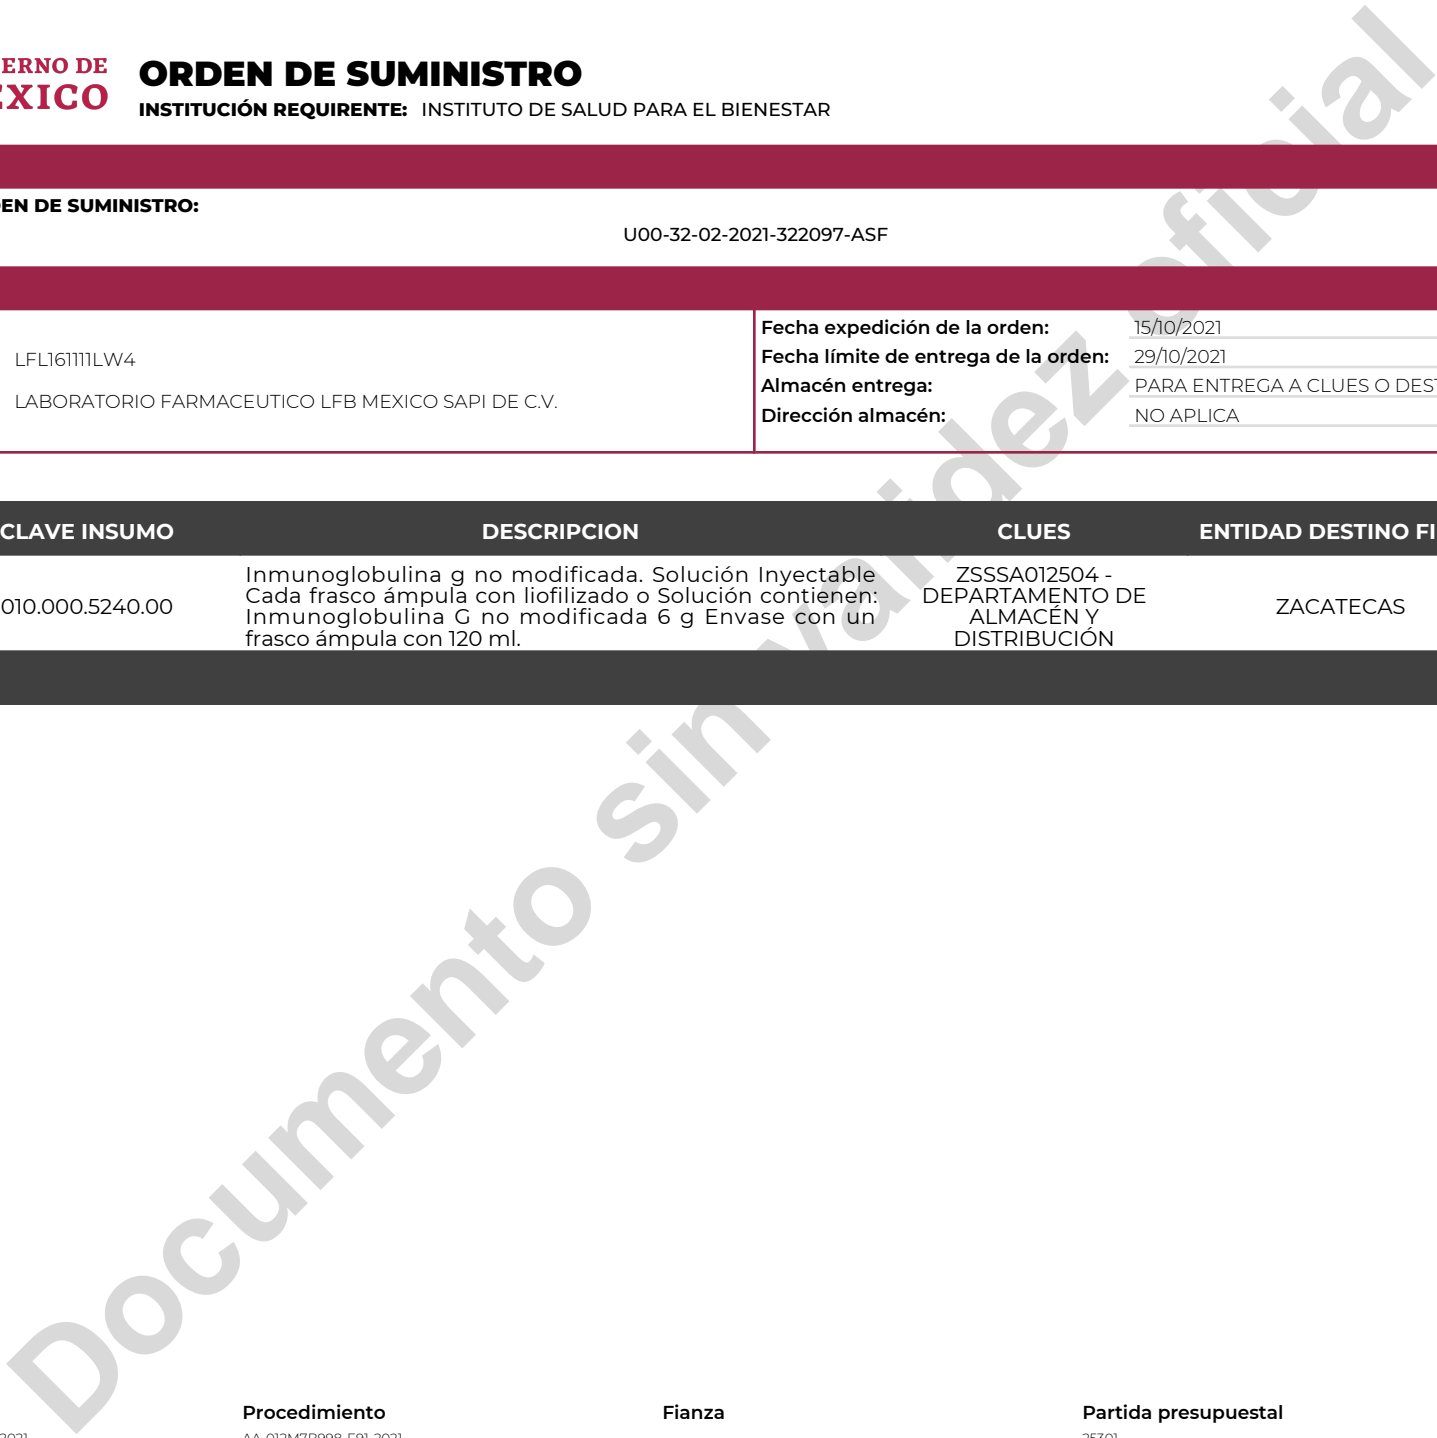 ERNO DE
EXICO
ORDEN DE SUMINISTRO
INSTITUCIÓN REQUIRENTE: INSTITUTO DE SALUD PARA EL BIENESTAR
EN DE SUMINISTRO:
U00-32-02-2021-322097-ASF
LFL161111LW4
LABORATORIO FARMACEUTICO LFB MEXICO SAPI DE C.V.
Fecha expedición de la orden: 15/10/2021
Fecha límite de entrega de la orden: 29/10/2021
Almacén entrega: PARA ENTREGA A CLUES O DEST
Dirección almacén: NO APLICA
CLAVE INSUMO DESCRIPCION CLUES ENTIDAD DESTINO FI
010.000.5240.00
Inmunoglobulina g no modificada. Solución Inyectable
Cada frasco ámpula con liofilizado o Solución contienen:
Inmunoglobulina G no modificada 6 g Envase con un
frasco ámpula con 120 ml.
ZSSSA012504 -
DEPARTAMENTO DE
ALMACÉN Y
DISTRIBUCIÓN
ZACATECAS
Documento sin validez oficial
Procedimiento Fianza Partida presupuestal